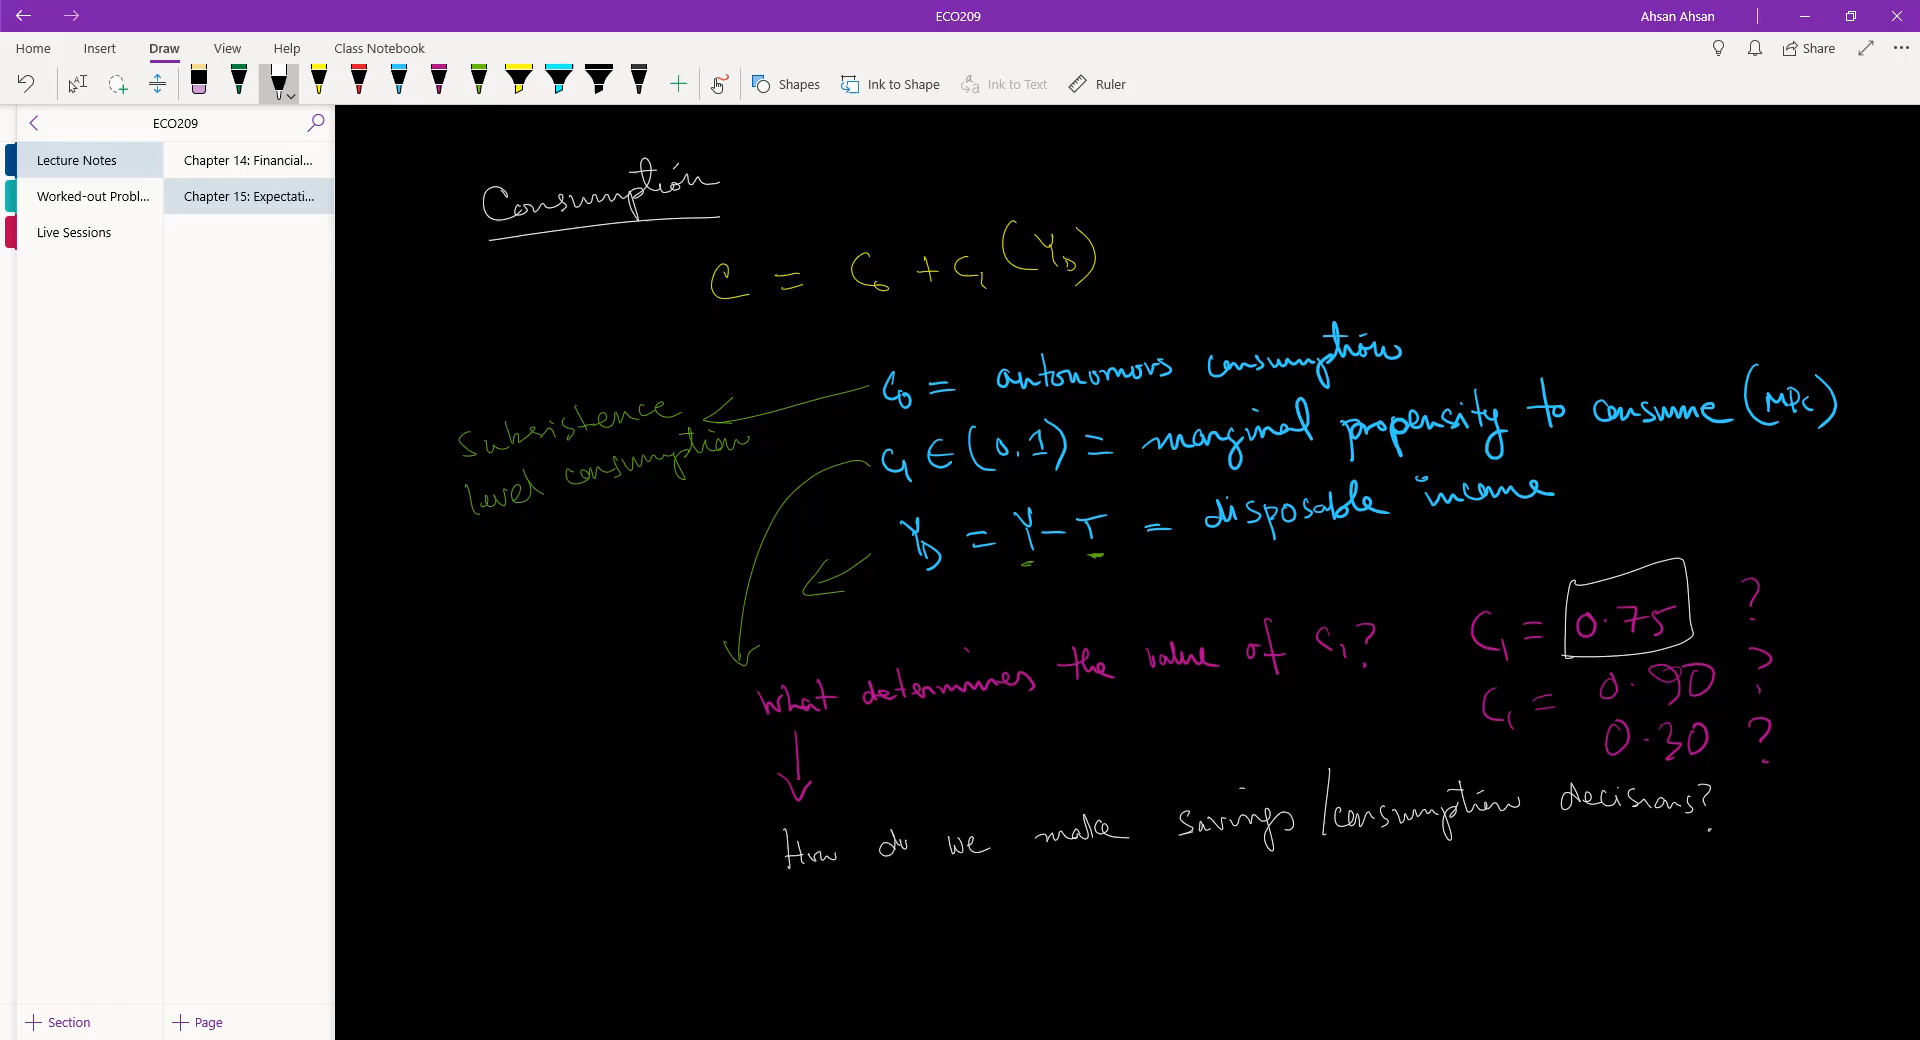 ECO209
Ahsan Ahsan
Home Insert Draw View Help Class Notebook
Share
Shapes Ink to Shape Ink to Text Ruler
ECO209
Lecture Notes
Worked-out Probl...
Live Sessions
Chapter 14: Financial...
Chapter 15: Expectati...
Consumption
C = C₀ + C₁ (Y_D)
C₀ = autonomous consumption
Subsistence
level consumption
C₁ ∈ (0,1) = marginal propensity to consume (MPC)
Y_D = Y - T = disposable income
What determines the value of C₁?
C₁ = 0.75 ?
C₁ = 0.90 ?
0.30 ?
How do we make savings/consumption decisions?
+ Section
+ Page